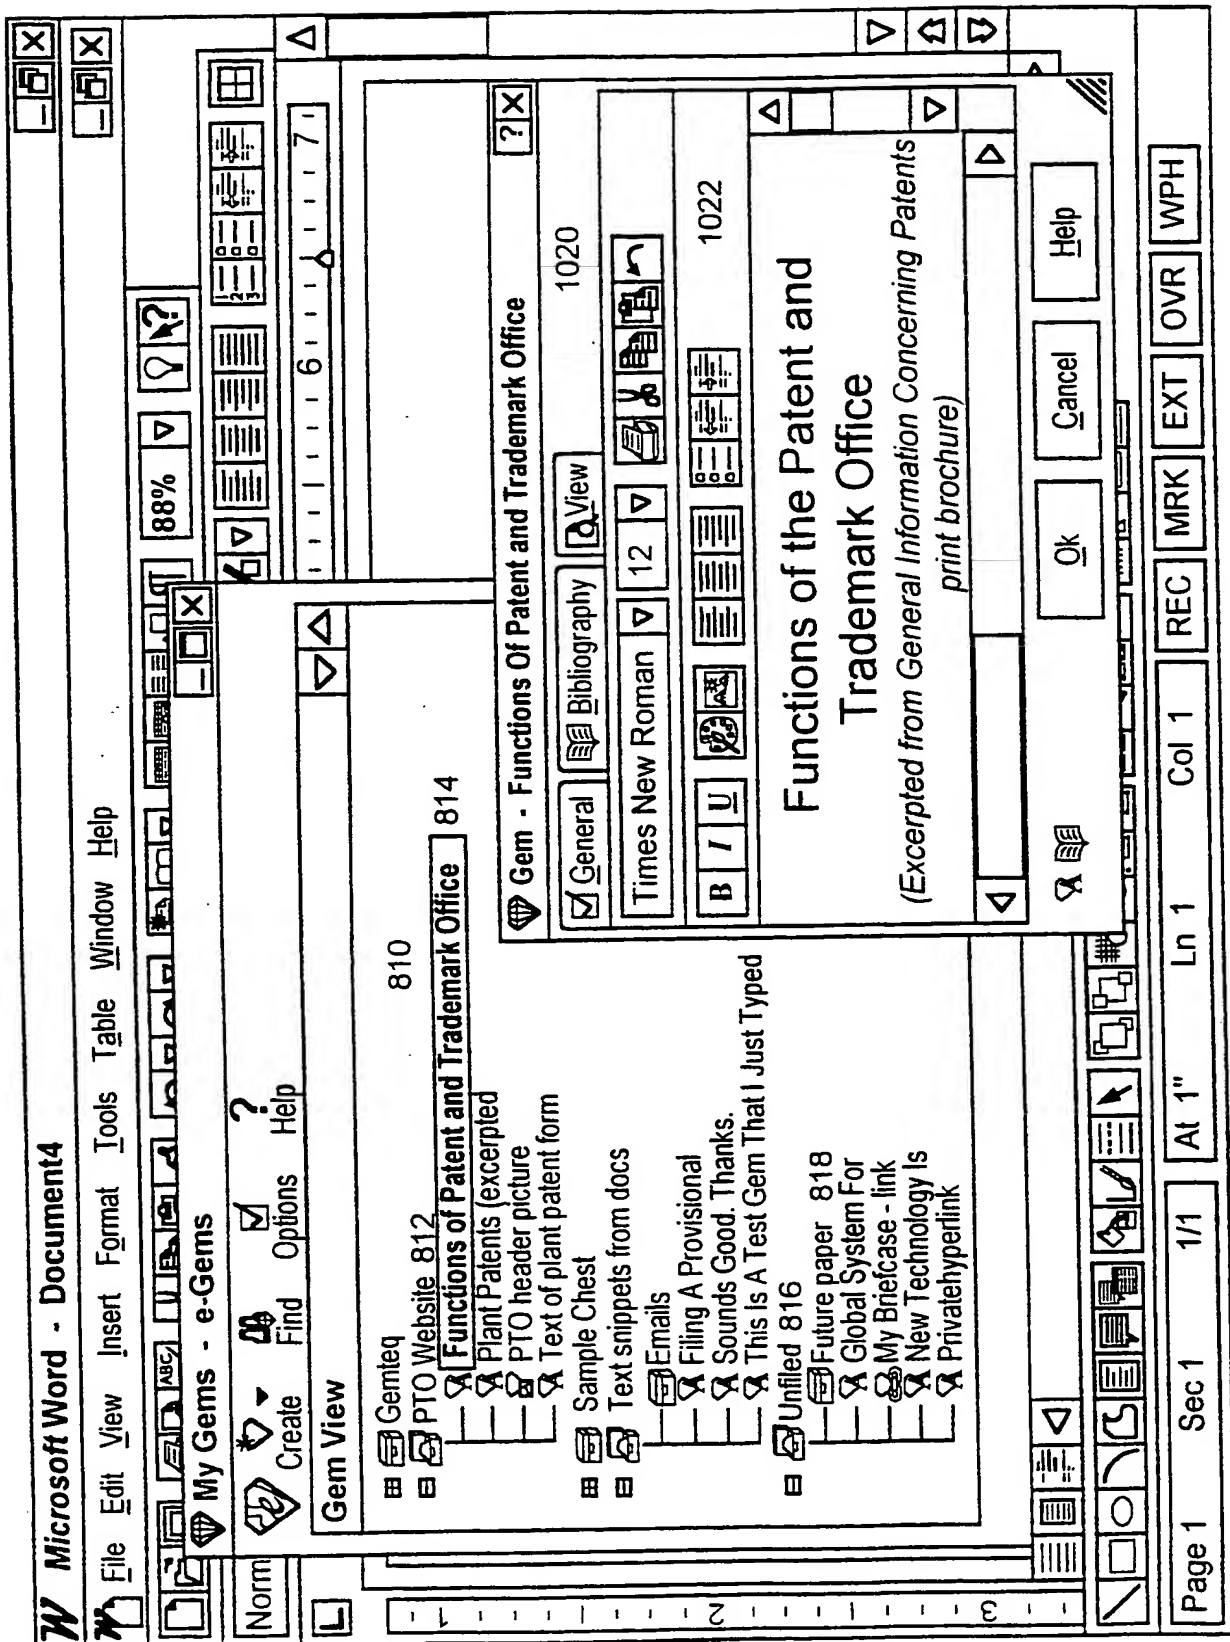 Microsoft Word - Document4
File Edit View Insert Format Tools Table Window Help
ABC
88%
?
Norm
My Gems - e-Gems
Create Find Options Help
?
Gem View
810
Gemteq
PTO Website 812
Functions of Patent and Trademark Office 814
Plant Patents (excerpted
PTO header picture
Text of plant patent form
Sample Chest
Text snippets from docs
Emails
Filing A Provisional
Sounds Good. Thanks.
This Is A Test Gem That I Just Typed
Unfiled 816
Future paper 818
Global System For
My Briefcase - link
New Technology Is
Privatehyperlink
6 7
1
2
3
Gem - Functions Of Patent and Trademark Office
?
General Bibliography View 1020
Times New Roman 12
B I U 1022
Functions of the Patent and
Trademark Office
(Excerpted from General Information Concerning Patents
print brochure)
Ok Cancel Help
Page 1 Sec 1 1/1 At 1" Ln 1 Col 1 REC MRK EXT OVR WPH